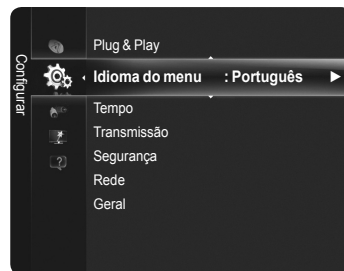 Configurar
Plug & Play
Idioma do menu : Português
Tempo
Transmissão
Segurança
Rede
Geral